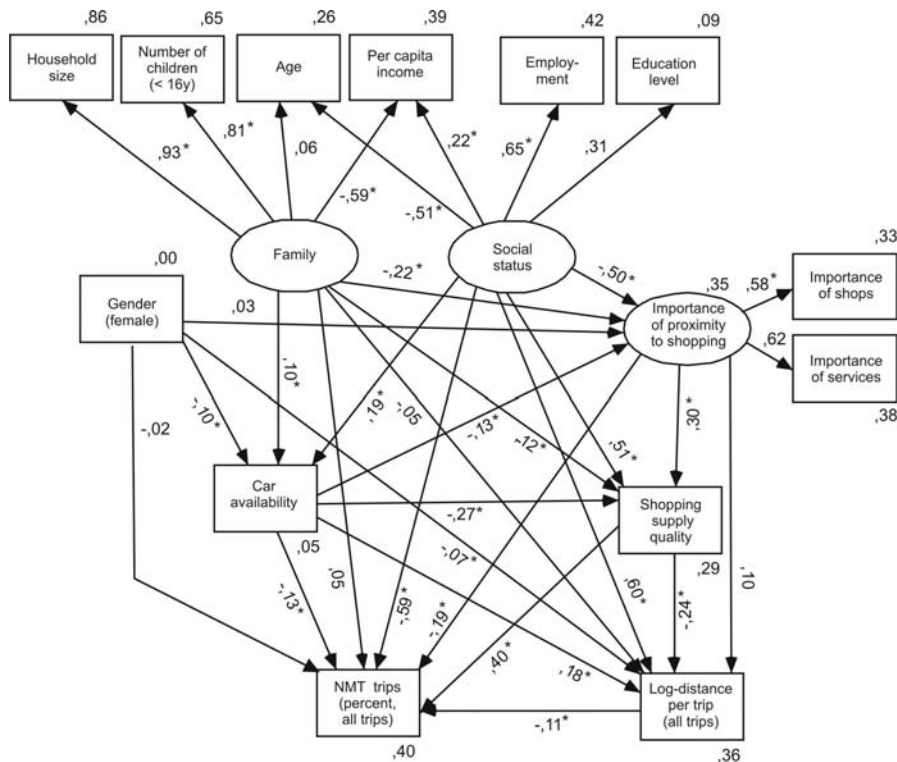 ,86
,65
,26
,39
,42
,09
Household
size
Number of
children
(< 16y)
Age
Per capita
income
Employ-
ment
Education
level
,93*
,81*
,06
-,59*
-,51*
,22*
,65*
,31
Family
Social
status
,00
Gender
(female)
,03
-,22*
-,50*
,35
,58*
,33
Importance
of proximity
to shopping
Importance
of shops
,62
Importance
of services
,38
-,02
-,10*
,10*
,19*
-,05
-,13*
-,12*
,51*
,30*
Car
availability
,05
-,27*
Shopping
supply
quality
,29
-,13*
,05
-,59*
-,07*
-,19*
,40*
,18*
,60*
-,24*
,10
NMT trips
(percent,
all trips)
,40
-,11*
Log-distance
per trip
(all trips)
,36